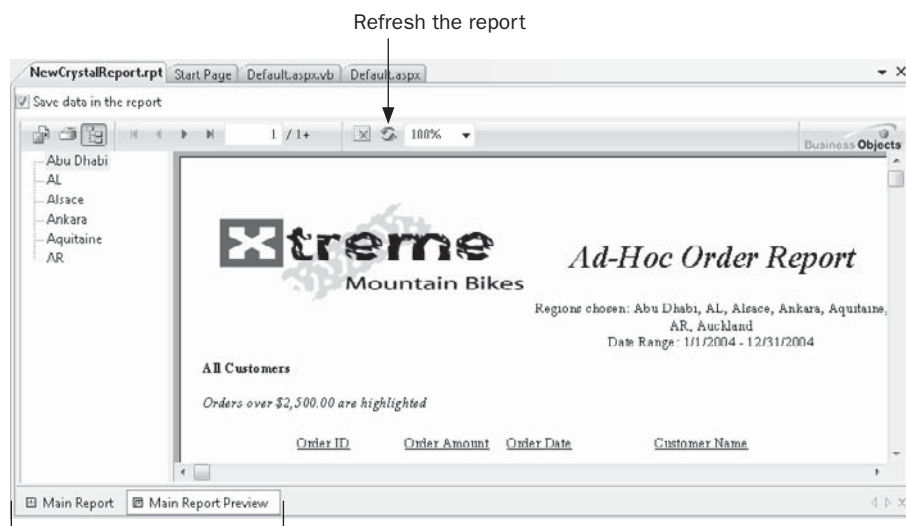 Refresh the report
NewCrystalReport.rpt Start Page Default.aspx.vb Default.aspx
Save data in the report
1 / 1+ 100%
Business Objects
Abu Dhabi
AL
Alsace
Ankara
Aquitaine
AR
Xtreme
Mountain Bikes
Ad-Hoc Order Report
Regions chosen: Abu Dhabi, AL, Alsace, Ankara, Aquitaine,
AR, Auckland
Date Range: 1/1/2004 - 12/31/2004
All Customers
Orders over $2,500.00 are highlighted
Order ID Order Amount Order Date Customer Name
Main Report Main Report Preview